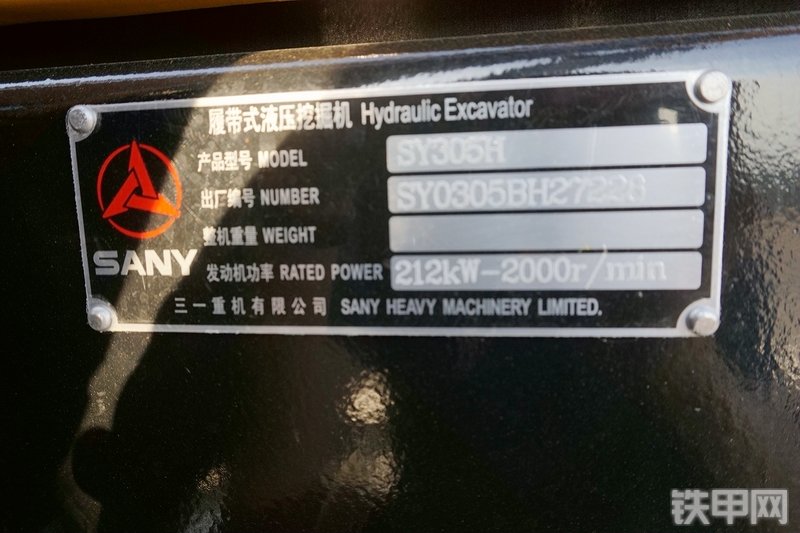 履带式液压挖掘机 Hydraulic Excavator
产品型号 MODEL SY305H
出厂编号 NUMBER SY0305BH27228
整机重量 WEIGHT
SANY
发动机功率 RATED POWER 212kW-2000r/min
三一重机有限公司 SANY HEAVY MACHINERY LIMITED.
铁甲网